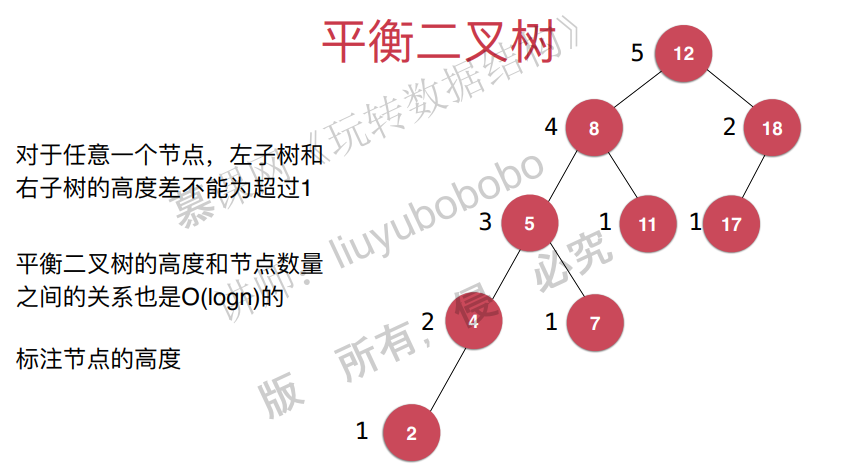 平衡二叉树
对于任意一个节点，左子树和
右子树的高度差不能为超过1
平衡二叉树的高度和节点数量
之间的关系也是O(logn)的
标注节点的高度
5 12
4 8
2 18
3 5
1 11
1 17
2 4
1 7
1 2
慕课网《玩转数据结构》
讲师：liuyubobobo
版 所有，侵 必究